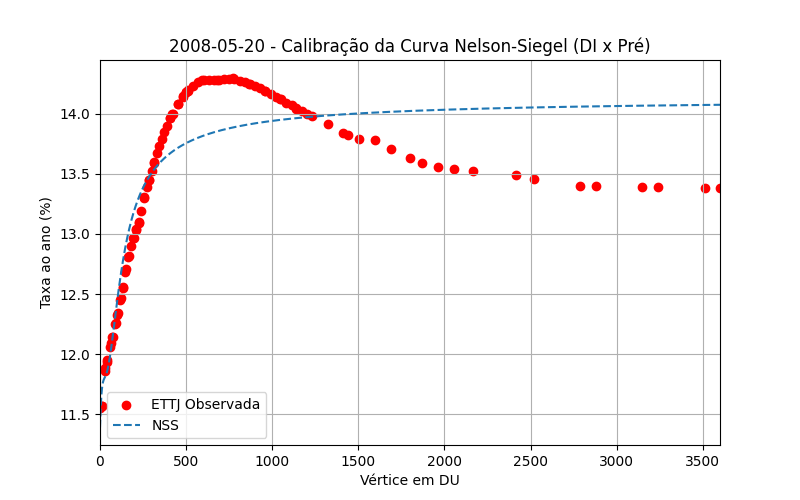 2008-05-20 - Calibração da Curva Nelson-Siegel (DI x Pré)
Taxa ao ano (%)
14.0
13.5
13.0
12.5
12.0
11.5
ETTJ Observada
NSS
0
500
1000
1500
2000
2500
3000
3500
Vértice em DU